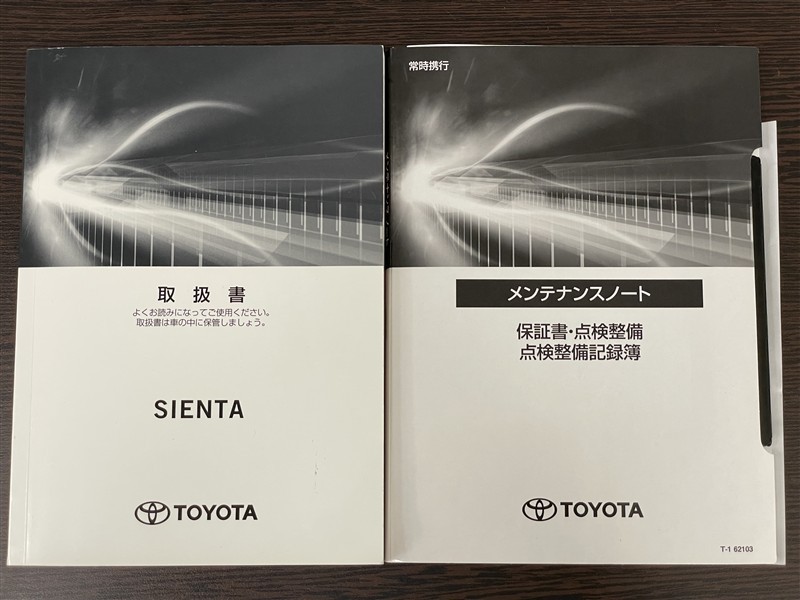 取扱書
よくお読みになってご使用ください。
取扱書は車の中に保管しましょう。
SIENTA
TOYOTA
常時携行
メンテナンスノート
保証書・点検整備
点検整備記録簿
TOYOTA
T-1 62103